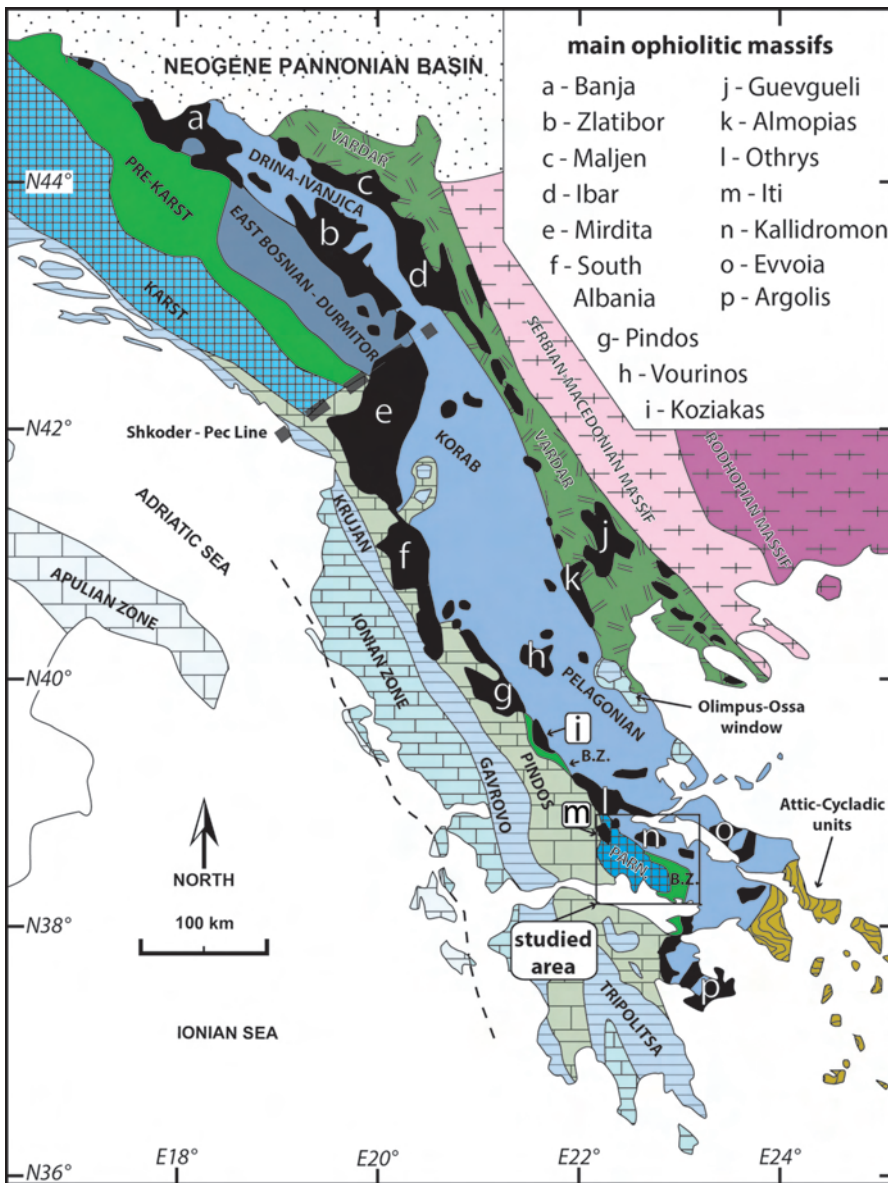 main ophiolitic massifs
a - Banja
b - Zlatibor
c - Maljen
d - Ibar
e - Mirdita
f - South
Albania
j - Guevgueli
k - Almopias
l - Othrys
m - Iti
n - Kallidromon
o - Evvoia
p - Argolis
g- Pindos
h - Vourinos
i - Koziakas
NEOGENE PANNONIAN BASIN
a
VARDAR
DRINA-IVANJICA
c
PRE-KARST
N44°
b
EAST BOSNIAN - DURMITOR
d
KARST
SERBIAN-MACEDONIAN MASSIF
e
N42°
Shkoder - Pec Line
KORAB
VARDAR
RODHOPIAN MASSIF
ADRIATIC SEA
KRUJAN
j
f
APULIAN ZONE
k
IONIAN ZONE
N40°
h
PELAGONIAN
g
Olimpus-Ossa
window
i
B.Z.
PINDOS
GAVROVO
l
Attic-Cycladic
units
m
n
o
PARN.
B.Z.
NORTH
100 km
N38°
studied
area
p
TRIPOLITSA
IONIAN SEA
N36°
E18°
E20°
E22°
E24°